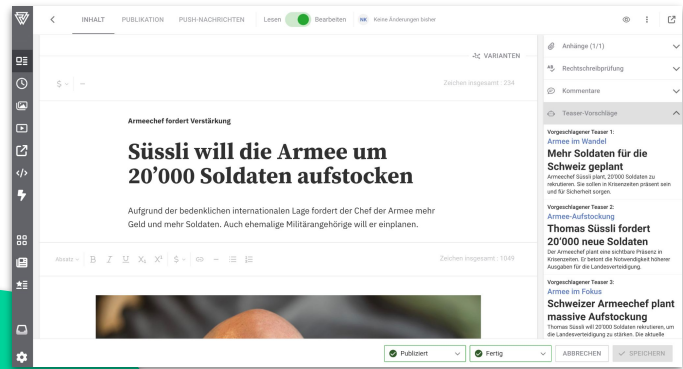 INHALT
PUBLIKATION
PUSH-NACHRICHTEN
Lesen
Bearbeiten
NK
Keine Änderungen bisher
VARIANTEN
$
Zeichen insgesamt : 234
Armeechef fordert Verstärkung
Süssli will die Armee um
20’000 Soldaten aufstocken
Aufgrund der bedenklichen internationalen Lage fordert der Chef der Armee mehr
Geld und mehr Soldaten. Auch ehemalige Militärangehörige will er einplanen.
Absatz
B I U X₁ X¹ $
Zeichen insgesamt : 1049
Anhänge (1/1)
Rechtschreibprüfung
Kommentare
Teaser-Vorschläge
Vorgeschlagener Teaser 1:
Armee im Wandel
Mehr Soldaten für die
Schweiz geplant
Armeechef Süssli plant, 20'000 Soldaten zu
rekrutieren. Sie sollen in Krisenzeiten präsent sein
und für Sicherheit sorgen.
Vorgeschlagener Teaser 2:
Armee-Aufstockung
Thomas Süssli fordert
20'000 neue Soldaten
Der Armeechef plant eine sichtbare Präsenz in
Krisenzeiten. Er betont die Notwendigkeit höherer
Ausgaben für die Landesverteidigung.
Vorgeschlagener Teaser 3:
Armee im Fokus
Schweizer Armeechef plant
massive Aufstockung
Thomas Süssli will 20'000 Soldaten rekrutieren, um
die Landesverteidigung zu stärken. Die aktuelle
Publiziert
Fertig
ABBRECHEN
SPEICHERN